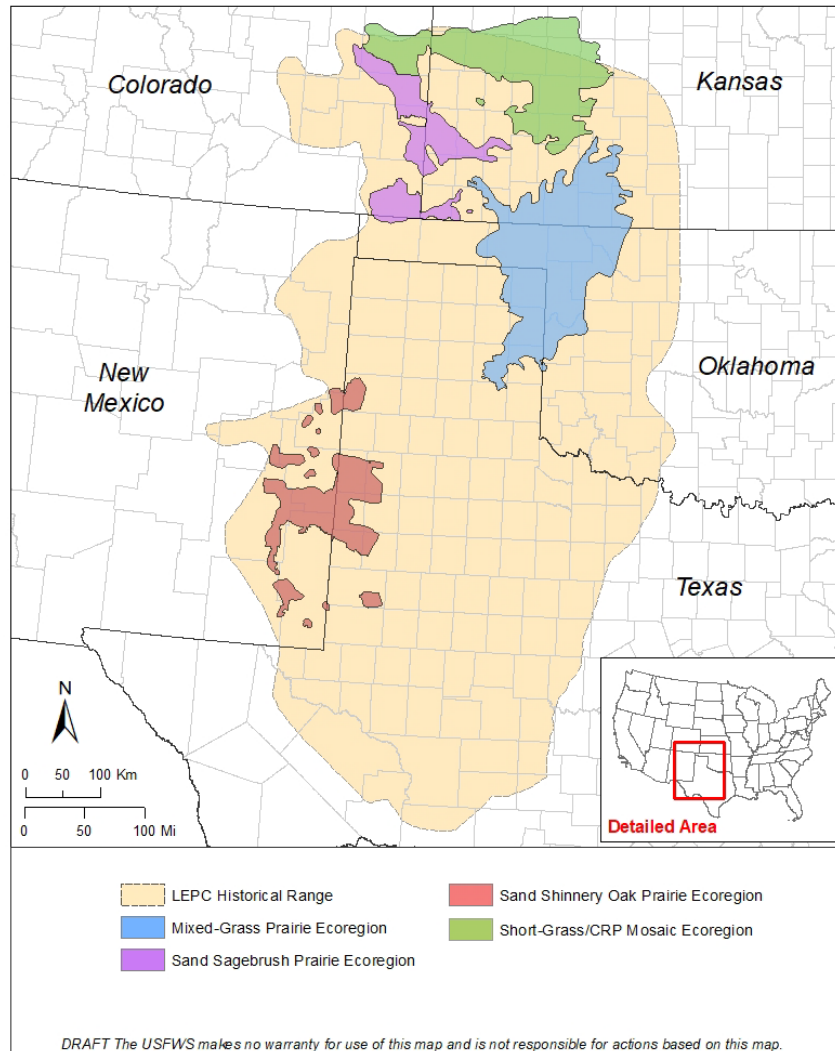 Colorado
Kansas
New
Mexico
Oklahoma
Texas
N
0 50 100 Km
0 50 100 Mi
Detailed Area
LEPC Historical Range
Mixed-Grass Prairie Ecoregion
Sand Sagebrush Prairie Ecoregion
Sand Shinnery Oak Prairie Ecoregion
Short-Grass/CRP Mosaic Ecoregion
DRAFT The USFWS makes no warranty for use of this map and is not responsible for actions based on this map.